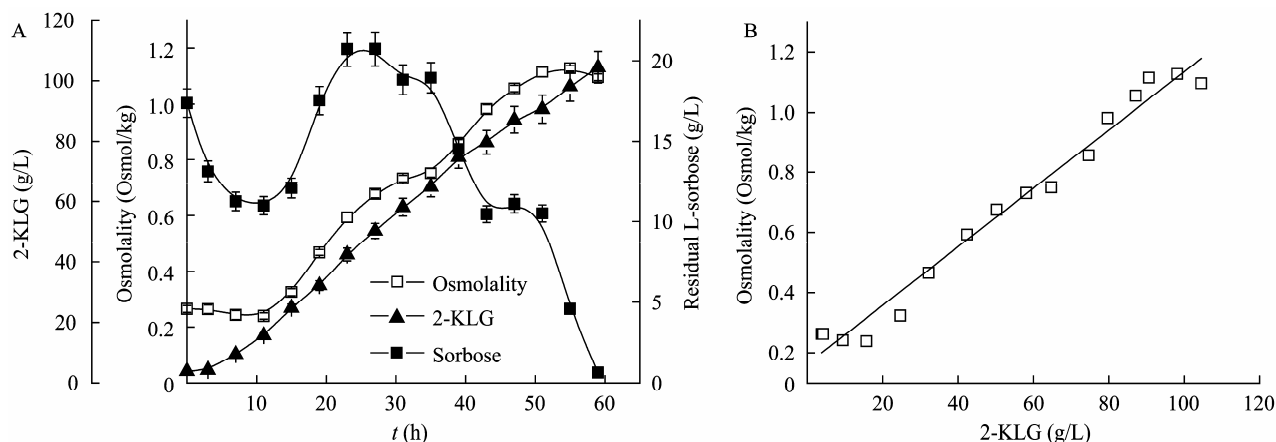 A
120
100
80
60
40
20
0
2-KLG (g/L)
1.2
1.0
0.8
0.6
0.4
0.2
0
Osmolality (Osmol/kg)
Osmolality
2-KLG
Sorbose
20
15
10
5
0
Residual L-sorbose (g/L)
10 20 30 40 50 60
t (h)
B
1.2
1.0
0.8
0.6
0.4
0.2
0
Osmolality (Osmol/kg)
20 40 60 80 100 120
2-KLG (g/L)